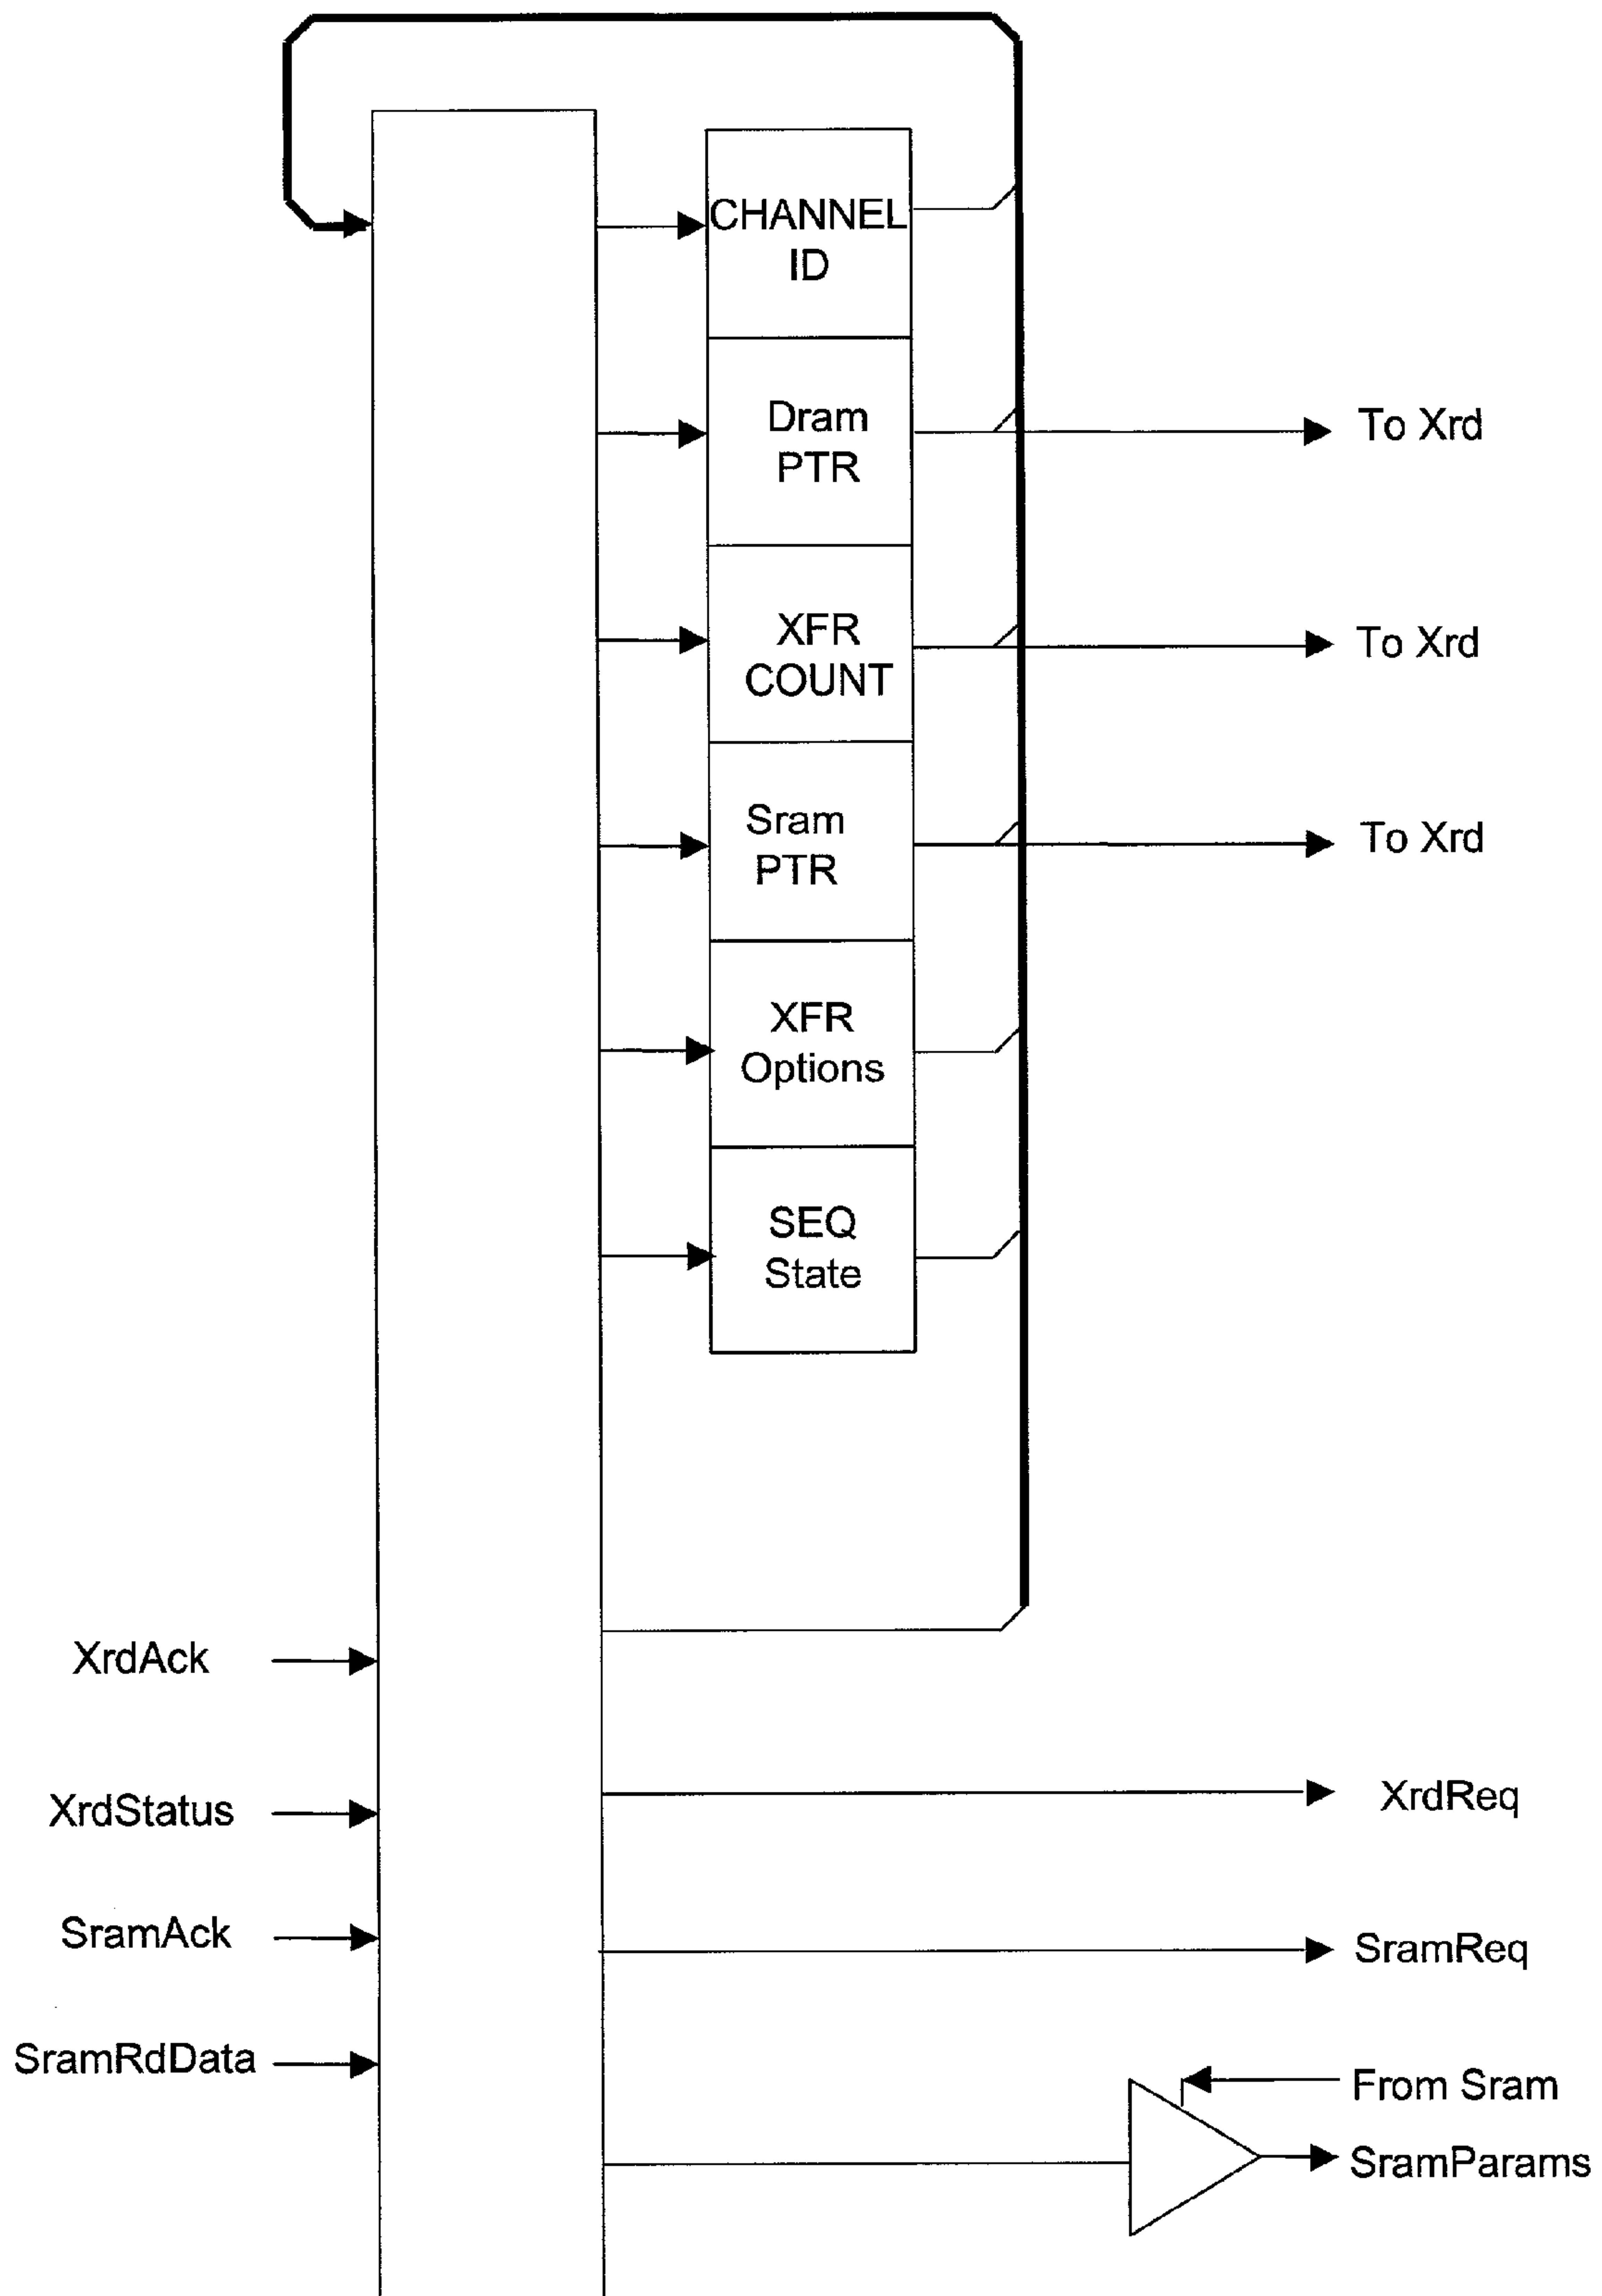 CHANNEL
ID
Dram
PTR
To Xrd
XFR
COUNT
To Xrd
Sram
PTR
To Xrd
XFR
Options
SEQ
State
XrdAck
XrdStatus
XrdReq
SramAck
SramReq
SramRdData
From Sram
SramParams